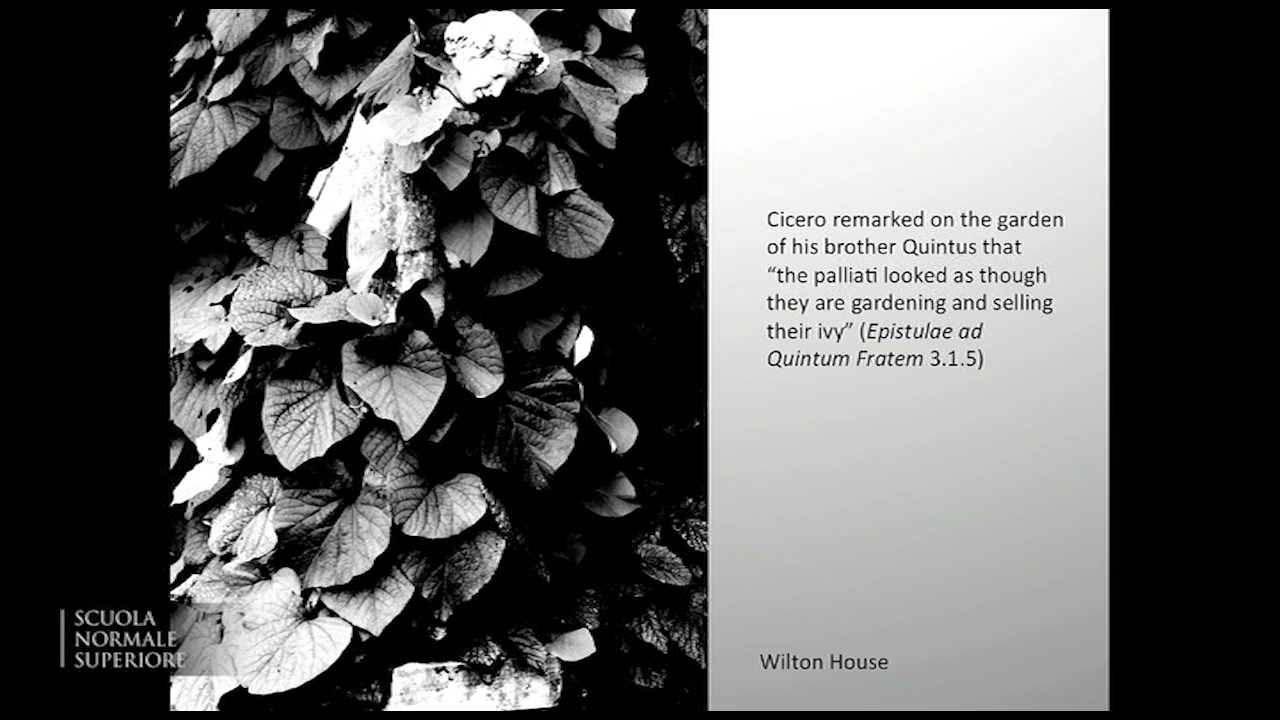 Cicero remarked on the garden
of his brother Quintus that
“the palliati looked as though
they are gardening and selling
their ivy” (Epistulae ad
Quintum Fratem 3.1.5)
Wilton House
SCUOLA
NORMALE
SUPERIORE